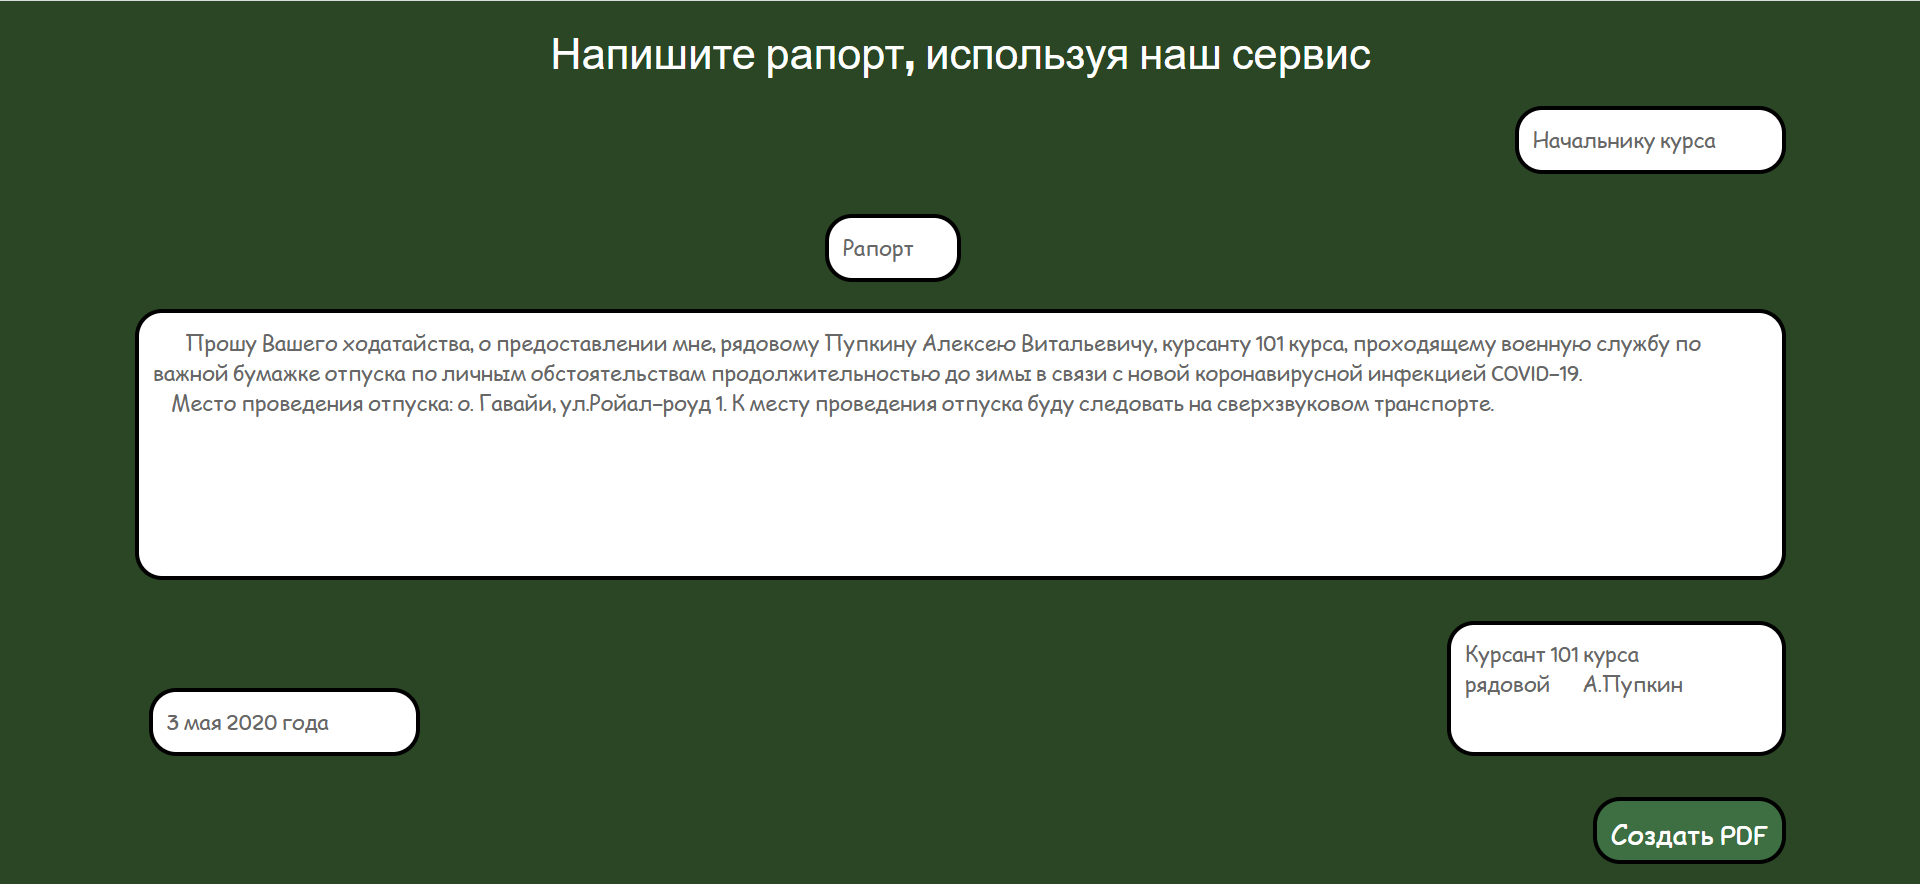 Напишите рапорт, используя наш сервис
Начальнику курса
Рапорт
Прошу Вашего ходатайства, о предоставлении мне, рядовому Пупкину Алексею Витальевичу, курсанту 101 курса, проходящему военную службу по
важной бумажке отпуска по личным обстоятельствам продолжительностью до зимы в связи с новой коронавирусной инфекцией COVID-19.
Место проведения отпуска: о. Гавайи, ул.Ройал-роуд 1. К месту проведения отпуска буду следовать на сверхзвуковом транспорте.
Курсант 101 курса
рядовой А.Пупкин
3 мая 2020 года
Создать PDF